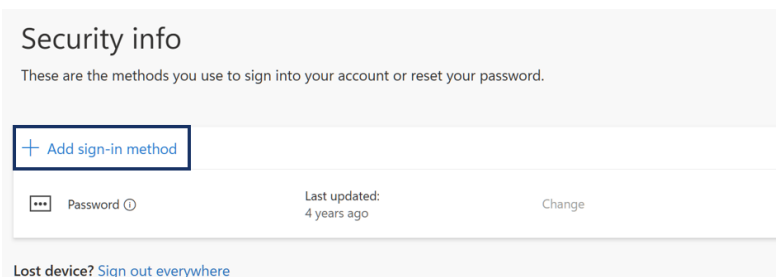 Security info
These are the methods you use to sign into your account or reset your password.
+ Add sign-in method
Password
Last updated:
4 years ago
Change
Lost device? Sign out everywhere